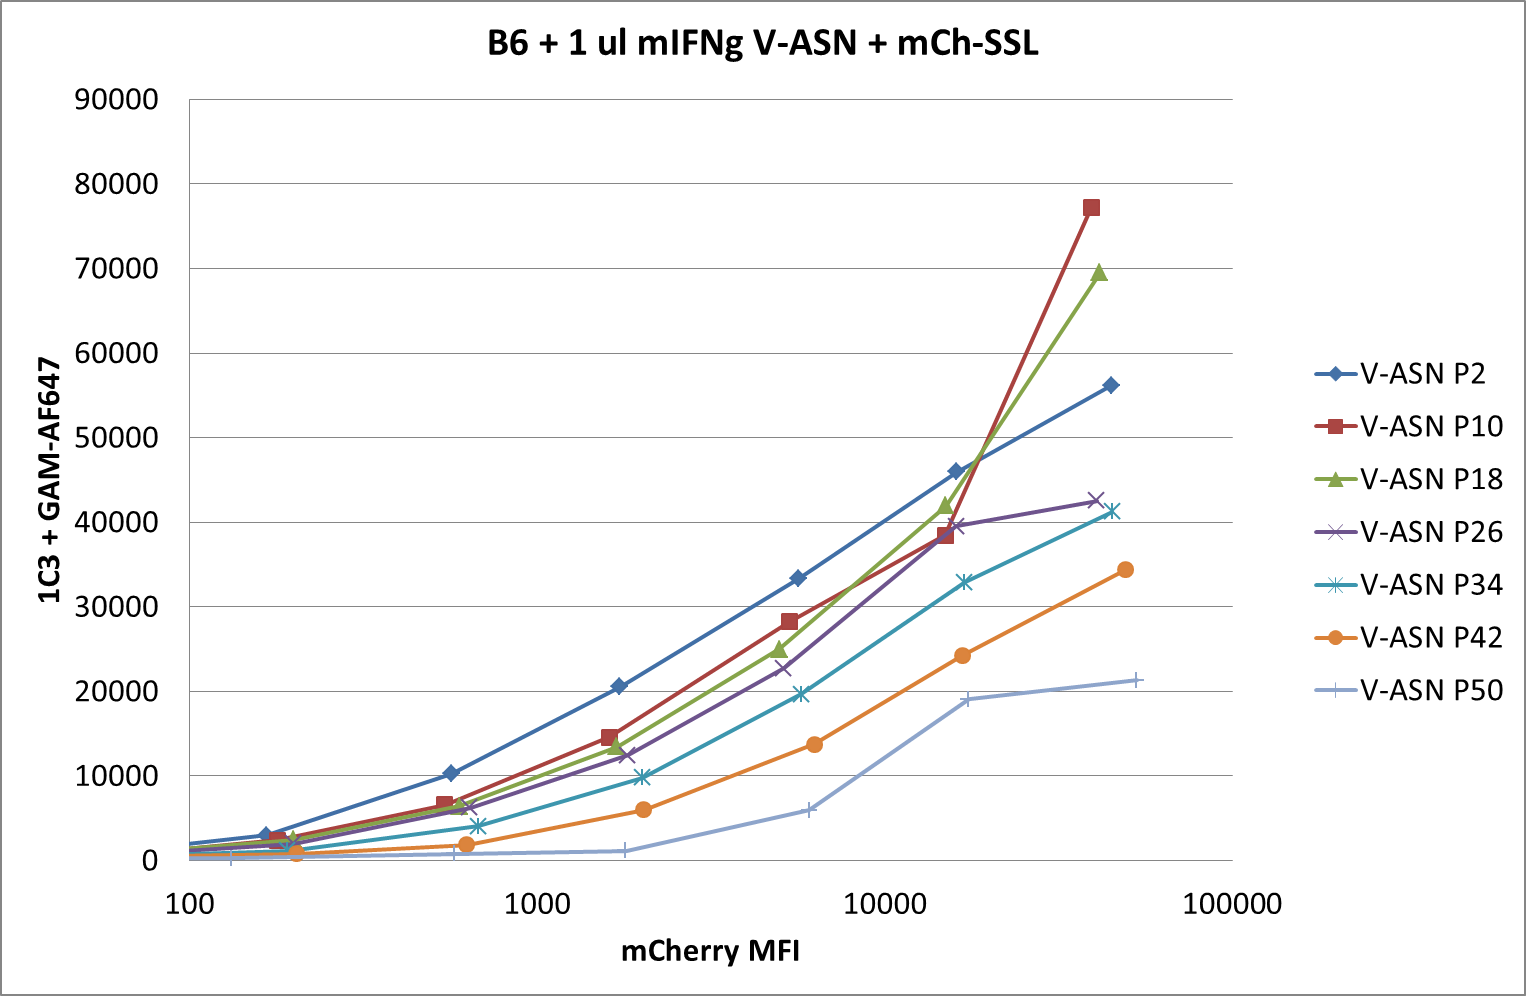 B6 + 1 ul mIFNg V-ASN + mCh-SSL
90000
80000
70000
60000
50000
40000
30000
20000
10000
0
1C3 + GAM-AF647
100 1000 10000 100000
mCherry MFI
V-ASN P2
V-ASN P10
V-ASN P18
V-ASN P26
V-ASN P34
V-ASN P42
V-ASN P50